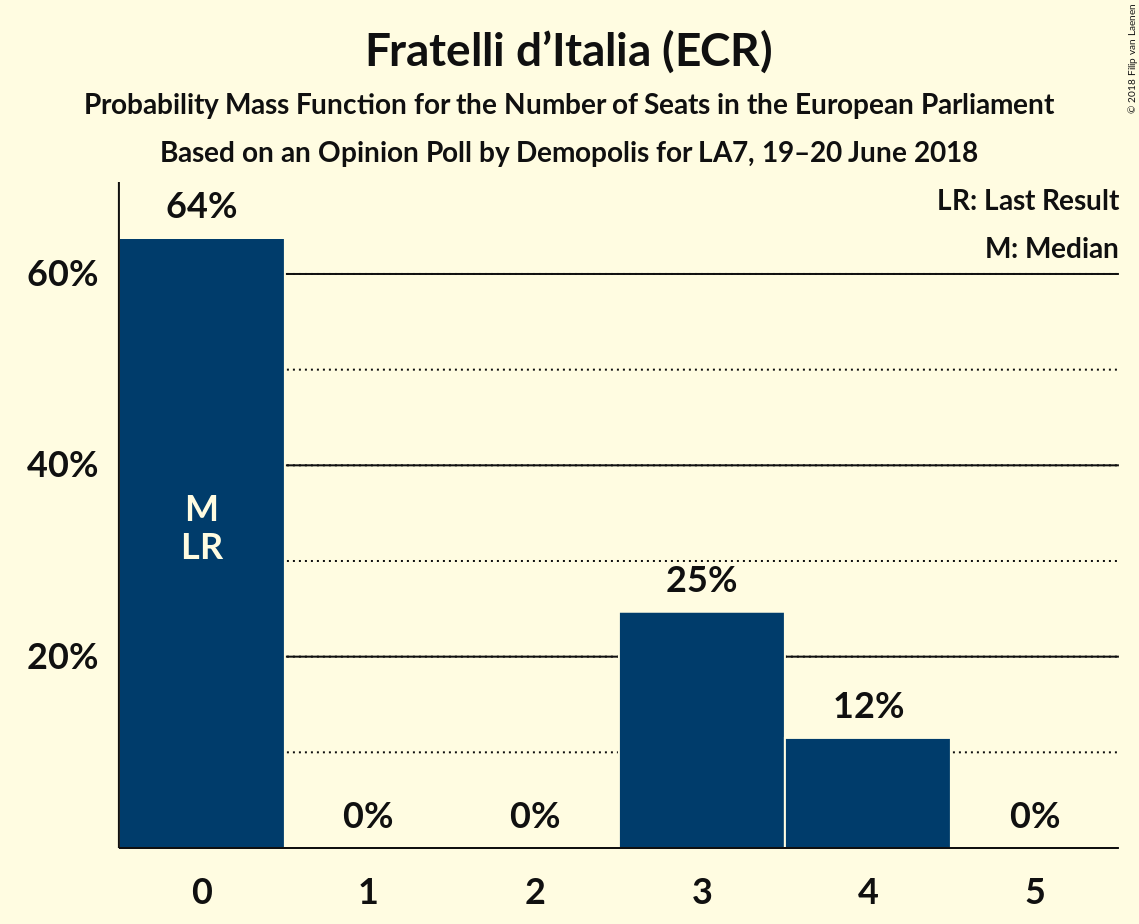 Fratelli d’Italia (ECR)
Probability Mass Function for the Number of Seats in the European Parliament
Based on an Opinion Poll by Demopolis for LA7, 19–20 June 2018
© 2018 Filip van Laenen
LR: Last Result
M: Median
64%
60%
40%
20%
M
LR
0%
0%
25%
12%
0%
0 1 2 3 4 5